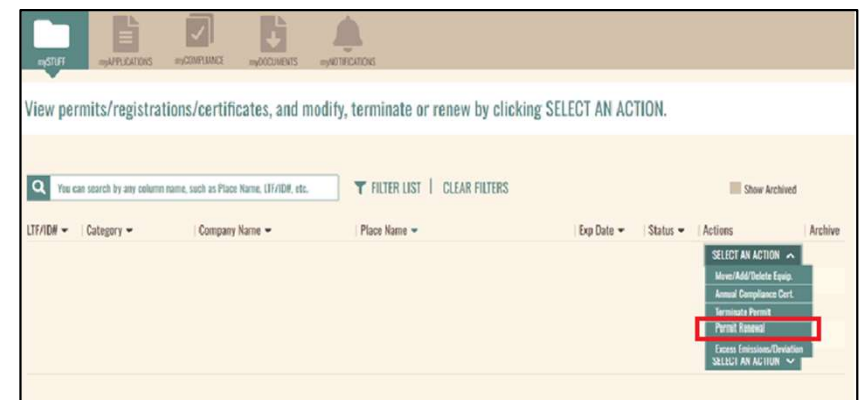 mySTUFF myAPPLICATIONS myCOMPLIANCE myDOCUMENTS myNOTIFICATIONS
View permits/registrations/certificates, and modify, terminate or renew by clicking SELECT AN ACTION.
You can search by any column name, such as Place Name, LTF/ID#, etc. FILTER LIST | CLEAR FILTERS Show Archived
LTF/ID# Category Company Name Place Name Exp Date Status Actions Archive
SELECT AN ACTION
Move/Add/Delete Equip.
Annual Compliance Cert.
Terminate Permit
Permit Renewal
Excess Emissions/Deviation
SELECT AN ACTION